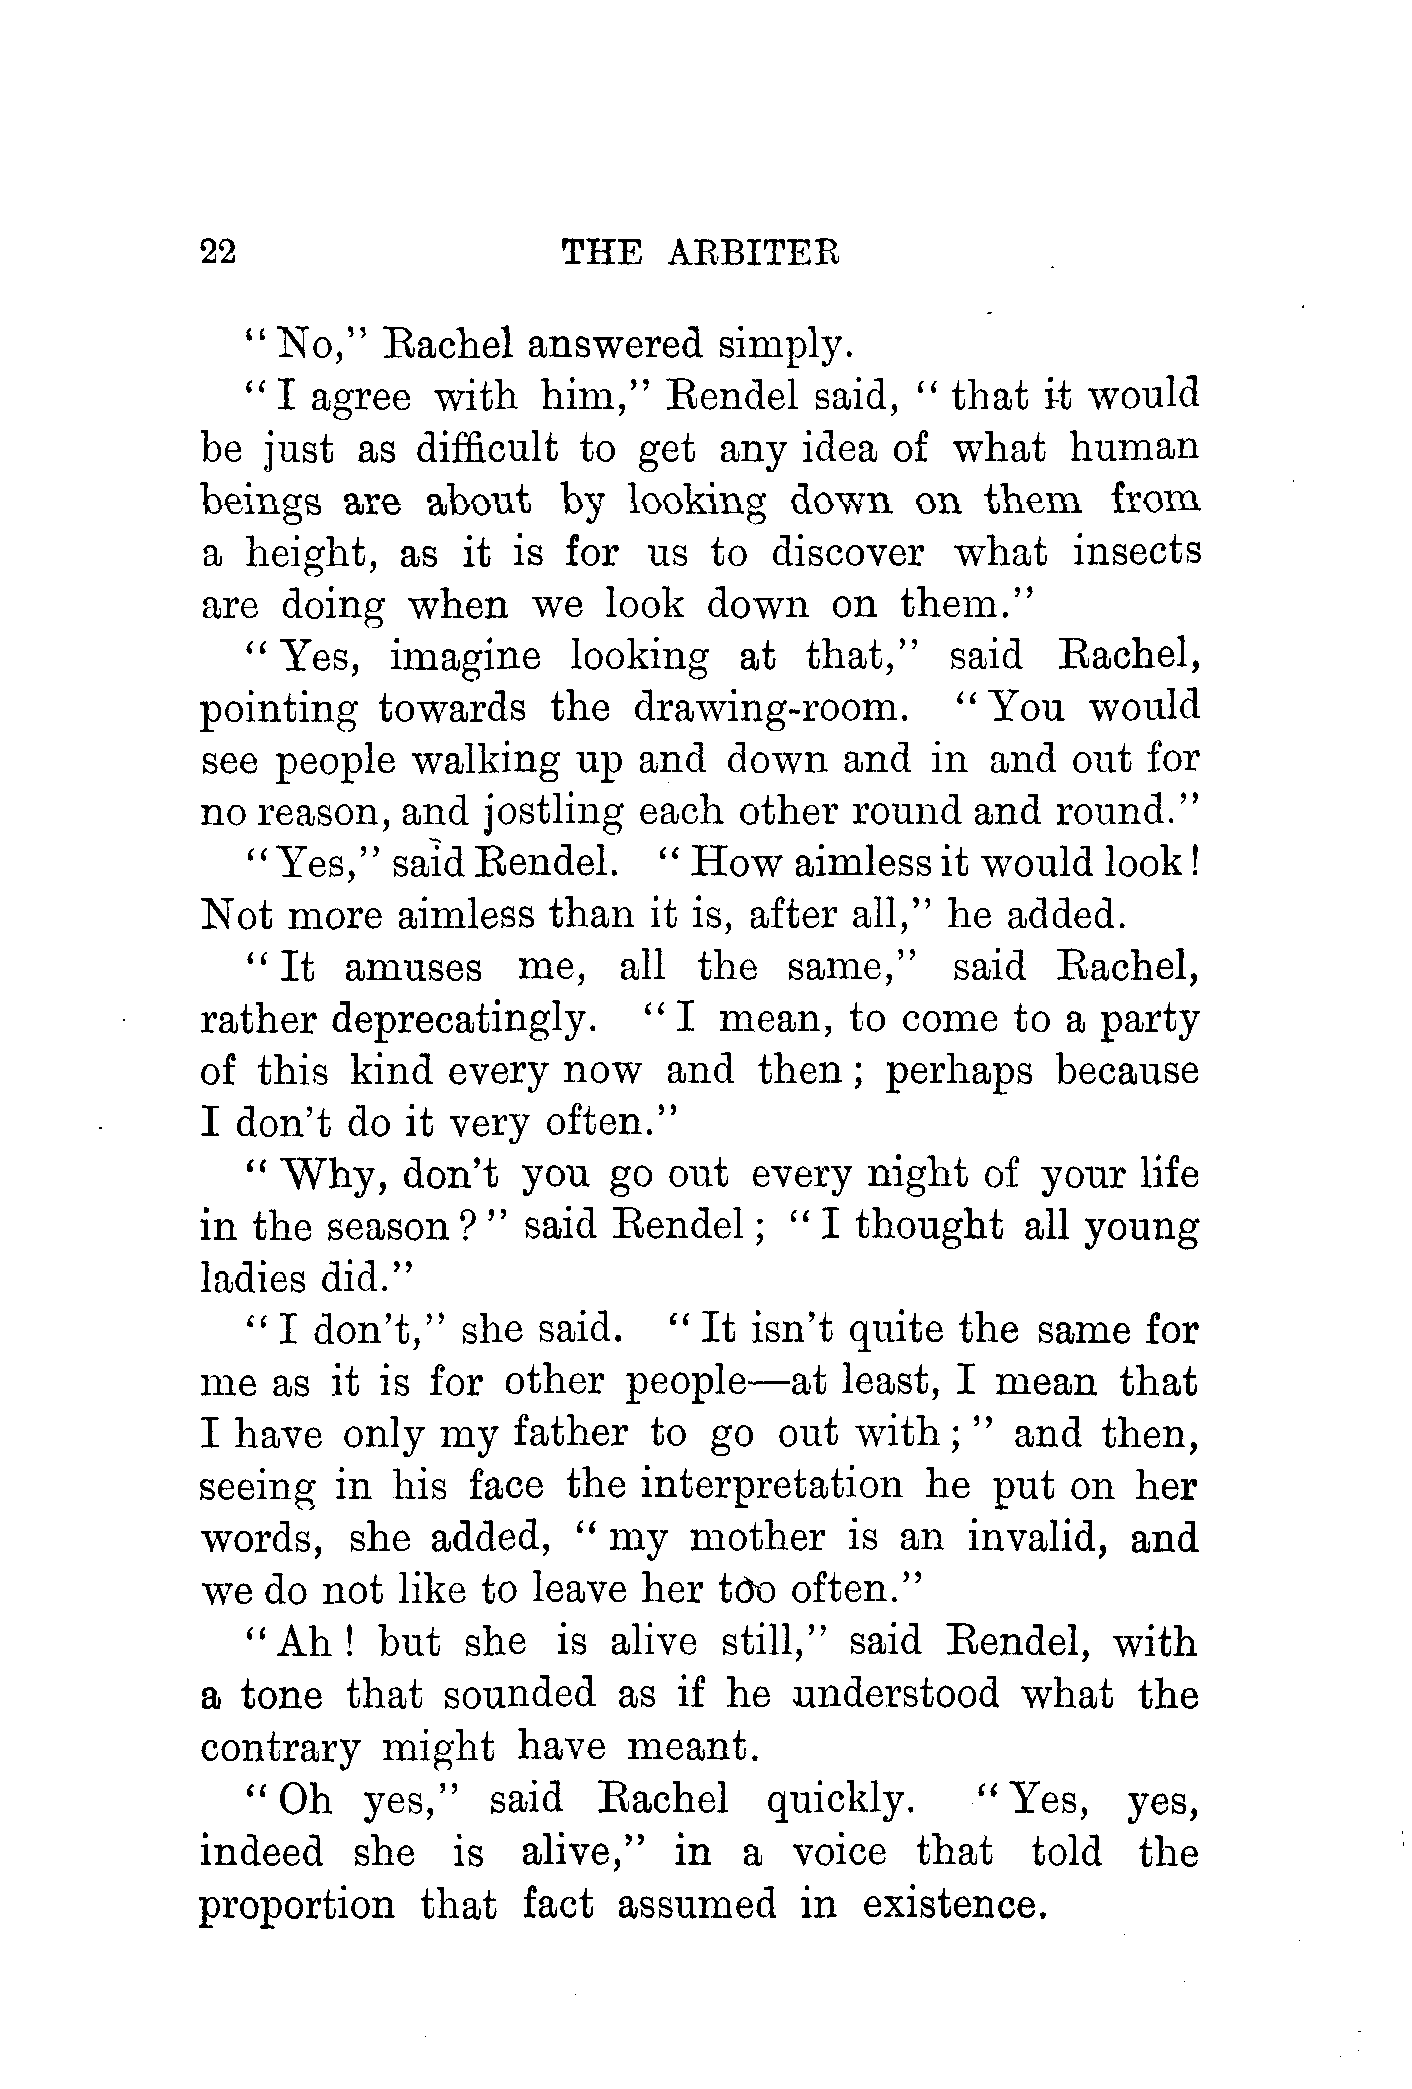 22 THE ARBITER
"No," Rachel answered simply.
"I agree with him," Rendel said, "that it would
be just as difficult to get any idea of what human
beings are about by looking down on them from
a height, as it is for us to discover what insects
are doing when we look down on them."
"Yes, imagine looking at that," said Rachel,
pointing towards the drawing-room. "You would
see people walking up and down and in and out for
no reason, and jostling each other round and round."
"Yes," said Rendel. "How aimless it would look!
Not more aimless than it is, after all," he added.
"It amuses me, all the same," said Rachel,
rather deprecatingly. "I mean, to come to a party
of this kind every now and then; perhaps because
I don't do it very often."
"Why, don't you go out every night of your life
in the season?" said Rendel; "I thought all young
ladies did."
"I don't," she said. "It isn't quite the same for
me as it is for other people—at least, I mean that
I have only my father to go out with;" and then,
seeing in his face the interpretation he put on her
words, she added, "my mother is an invalid, and
we do not like to leave her too often."
"Ah! but she is alive still," said Rendel, with
a tone that sounded as if he understood what the
contrary might have meant.
"Oh yes," said Rachel quickly. "Yes, yes,
indeed she is alive," in a voice that told the
proportion that fact assumed in existence.